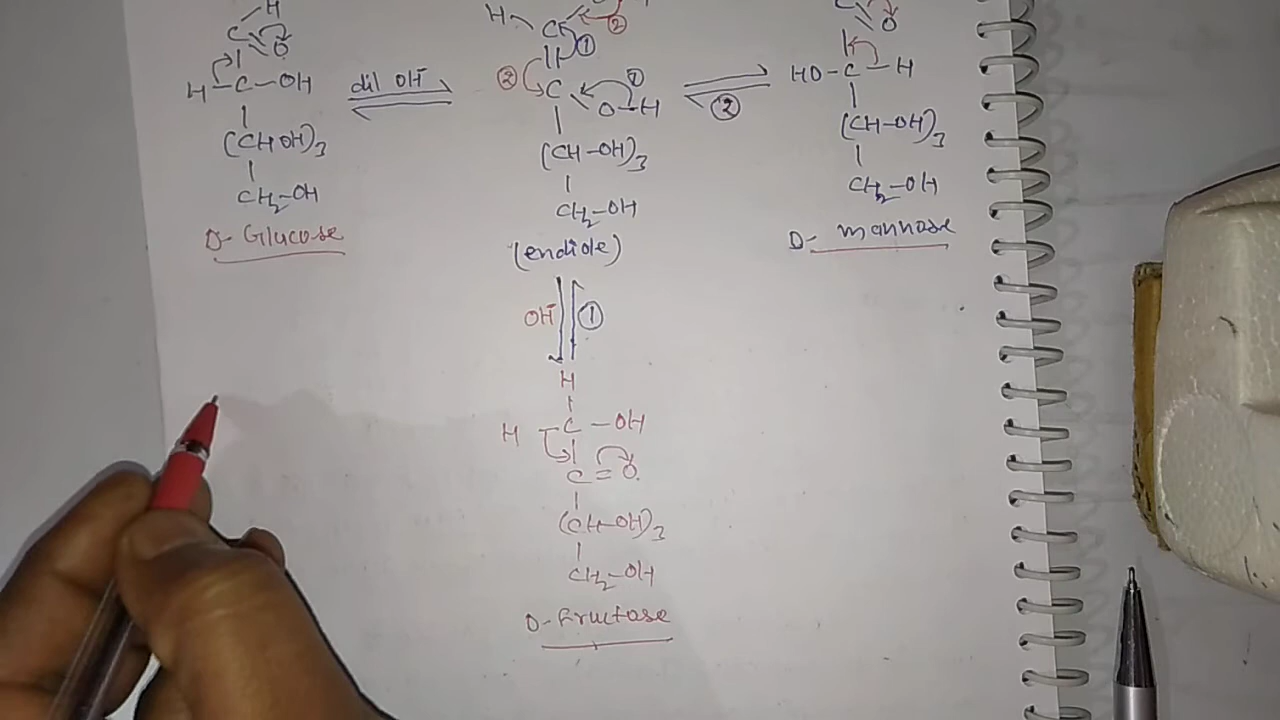 H
C
O
H-C-OH
(CHOH)3
CH2-OH
D- Glucose
dil OH-
H
C
②
①
②
C
①
O-H
(CH-OH)3
CH2-OH
(endiole)
②
C
O
HO-C-H
(CH-OH)3
CH2-OH
D- mannose
OH-
①
H
H C-OH
C=O
(CH-OH)3
CH2-OH
D- Fructose